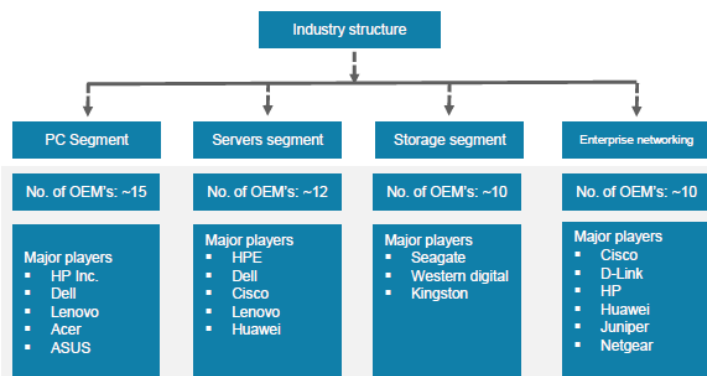 Industry structure
PC Segment
Servers segment
Storage segment
Enterprise networking
No. of OEM's: ~15
No. of OEM's: ~12
No. of OEM's: ~10
No. of OEM's: ~10
Major players
▪ HP Inc.
▪ Dell
▪ Lenovo
▪ Acer
▪ ASUS
Major players
▪ HPE
▪ Dell
▪ Cisco
▪ Lenovo
▪ Huawei
Major players
▪ Seagate
▪ Western digital
▪ Kingston
Major players
▪ Cisco
▪ D-Link
▪ HP
▪ Huawei
▪ Juniper
▪ Netgear